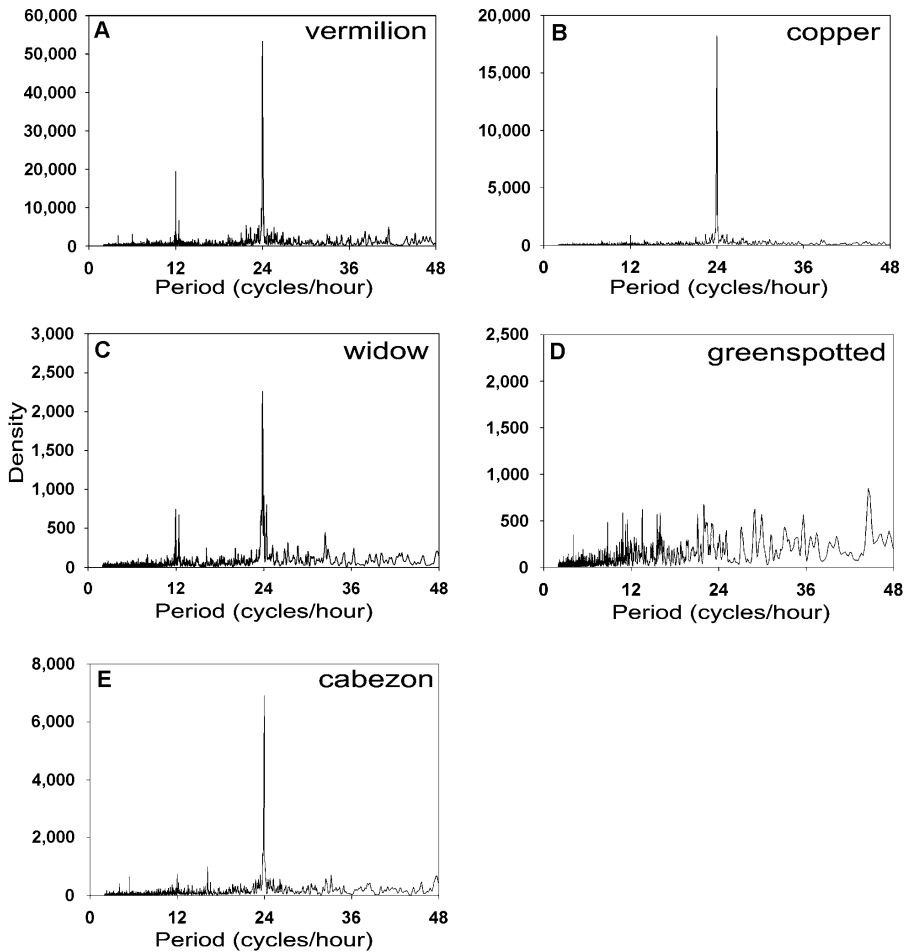 A
vermilion
60,000
50,000
40,000
30,000
20,000
10,000
0
0 12 24 36 48
Period (cycles/hour)
B
copper
20,000
15,000
10,000
5,000
0
0 12 24 36 48
Period (cycles/hour)
C
widow
3,000
2,500
2,000
1,500
1,000
500
0
Density
0 12 24 36 48
Period (cycles/hour)
D
greenspotted
2,500
2,000
1,500
1,000
500
0
0 12 24 36 48
Period (cycles/hour)
E
cabezon
8,000
6,000
4,000
2,000
0
0 12 24 36 48
Period (cycles/hour)